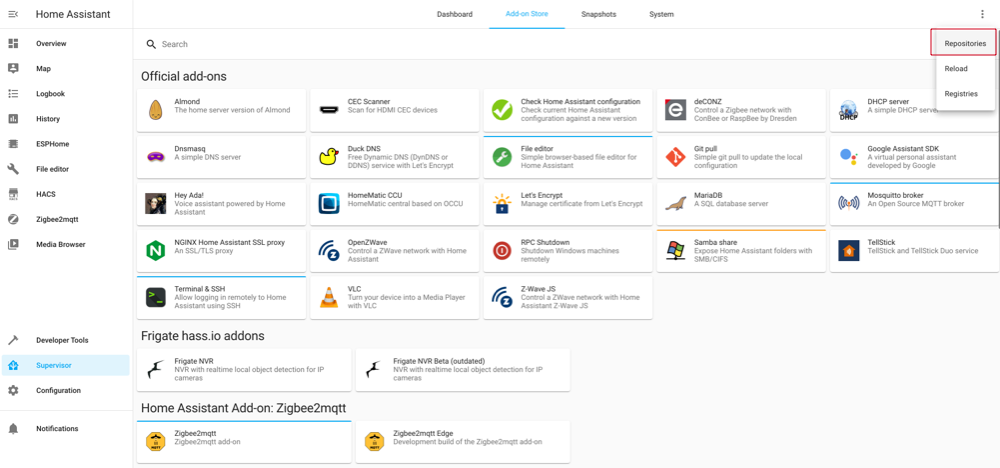 Home Assistant
Dashboard
Add-on Store
Snapshots
System
Overview
Map
Logbook
History
ESPHome
File editor
HACS
Zigbee2mqtt
Media Browser
Developer Tools
Supervisor
Configuration
Notifications
Search
Repositories
Reload
Registries
Official add-ons
Almond
The home server version of Almond
CEC Scanner
Scan for HDMI CEC devices
Check Home Assistant configuration
Check current Home Assistant
configuration against a new version
deCONZ
Control a Zigbee network with
ConBee or RaspBee by Dresden
DHCP server
A simple DHCP serve
Dnsmasq
A simple DNS server
Duck DNS
Free Dynamic DNS (DynDNS or
DDNS) service with Let's Encrypt
File editor
Simple browser-based file editor for
Home Assistant
Git pull
Simple git pull to update the local
configuration
Google Assistant SDK
A virtual personal assistant
developed by Google
Hey Ada!
Voice assistant powered by Home
Assistant
HomeMatic CCU
HomeMatic central based on OCCU
Let's Encrypt
Manage certificate from Let's Encrypt
MariaDB
A SQL database server
Mosquitto broker
An Open Source MQTT broker
NGINX Home Assistant SSL proxy
An SSL/TLS proxy
OpenZWave
Control a ZWave network with Home
Assistant
RPC Shutdown
Shutdown Windows machines
remotely
Samba share
Expose Home Assistant folders with
SMB/CIFS
TellStick
TellStick and TellStick Duo service
Terminal & SSH
Allow logging in remotely to Home
Assistant using SSH
VLC
Turn your device into a Media Player
with VLC
Z-Wave JS
Control a ZWave network with Home
Assistant Z-Wave JS
Frigate hass.io addons
Frigate NVR
NVR with realtime local object detection for IP
cameras
Frigate NVR Beta (outdated)
NVR with realtime local object detection for IP
cameras
Home Assistant Add-on: Zigbee2mqtt
Zigbee2mqtt
Zigbee2mqtt add-on
Zigbee2mqtt Edge
Development build of the Zigbee2mqtt add-on